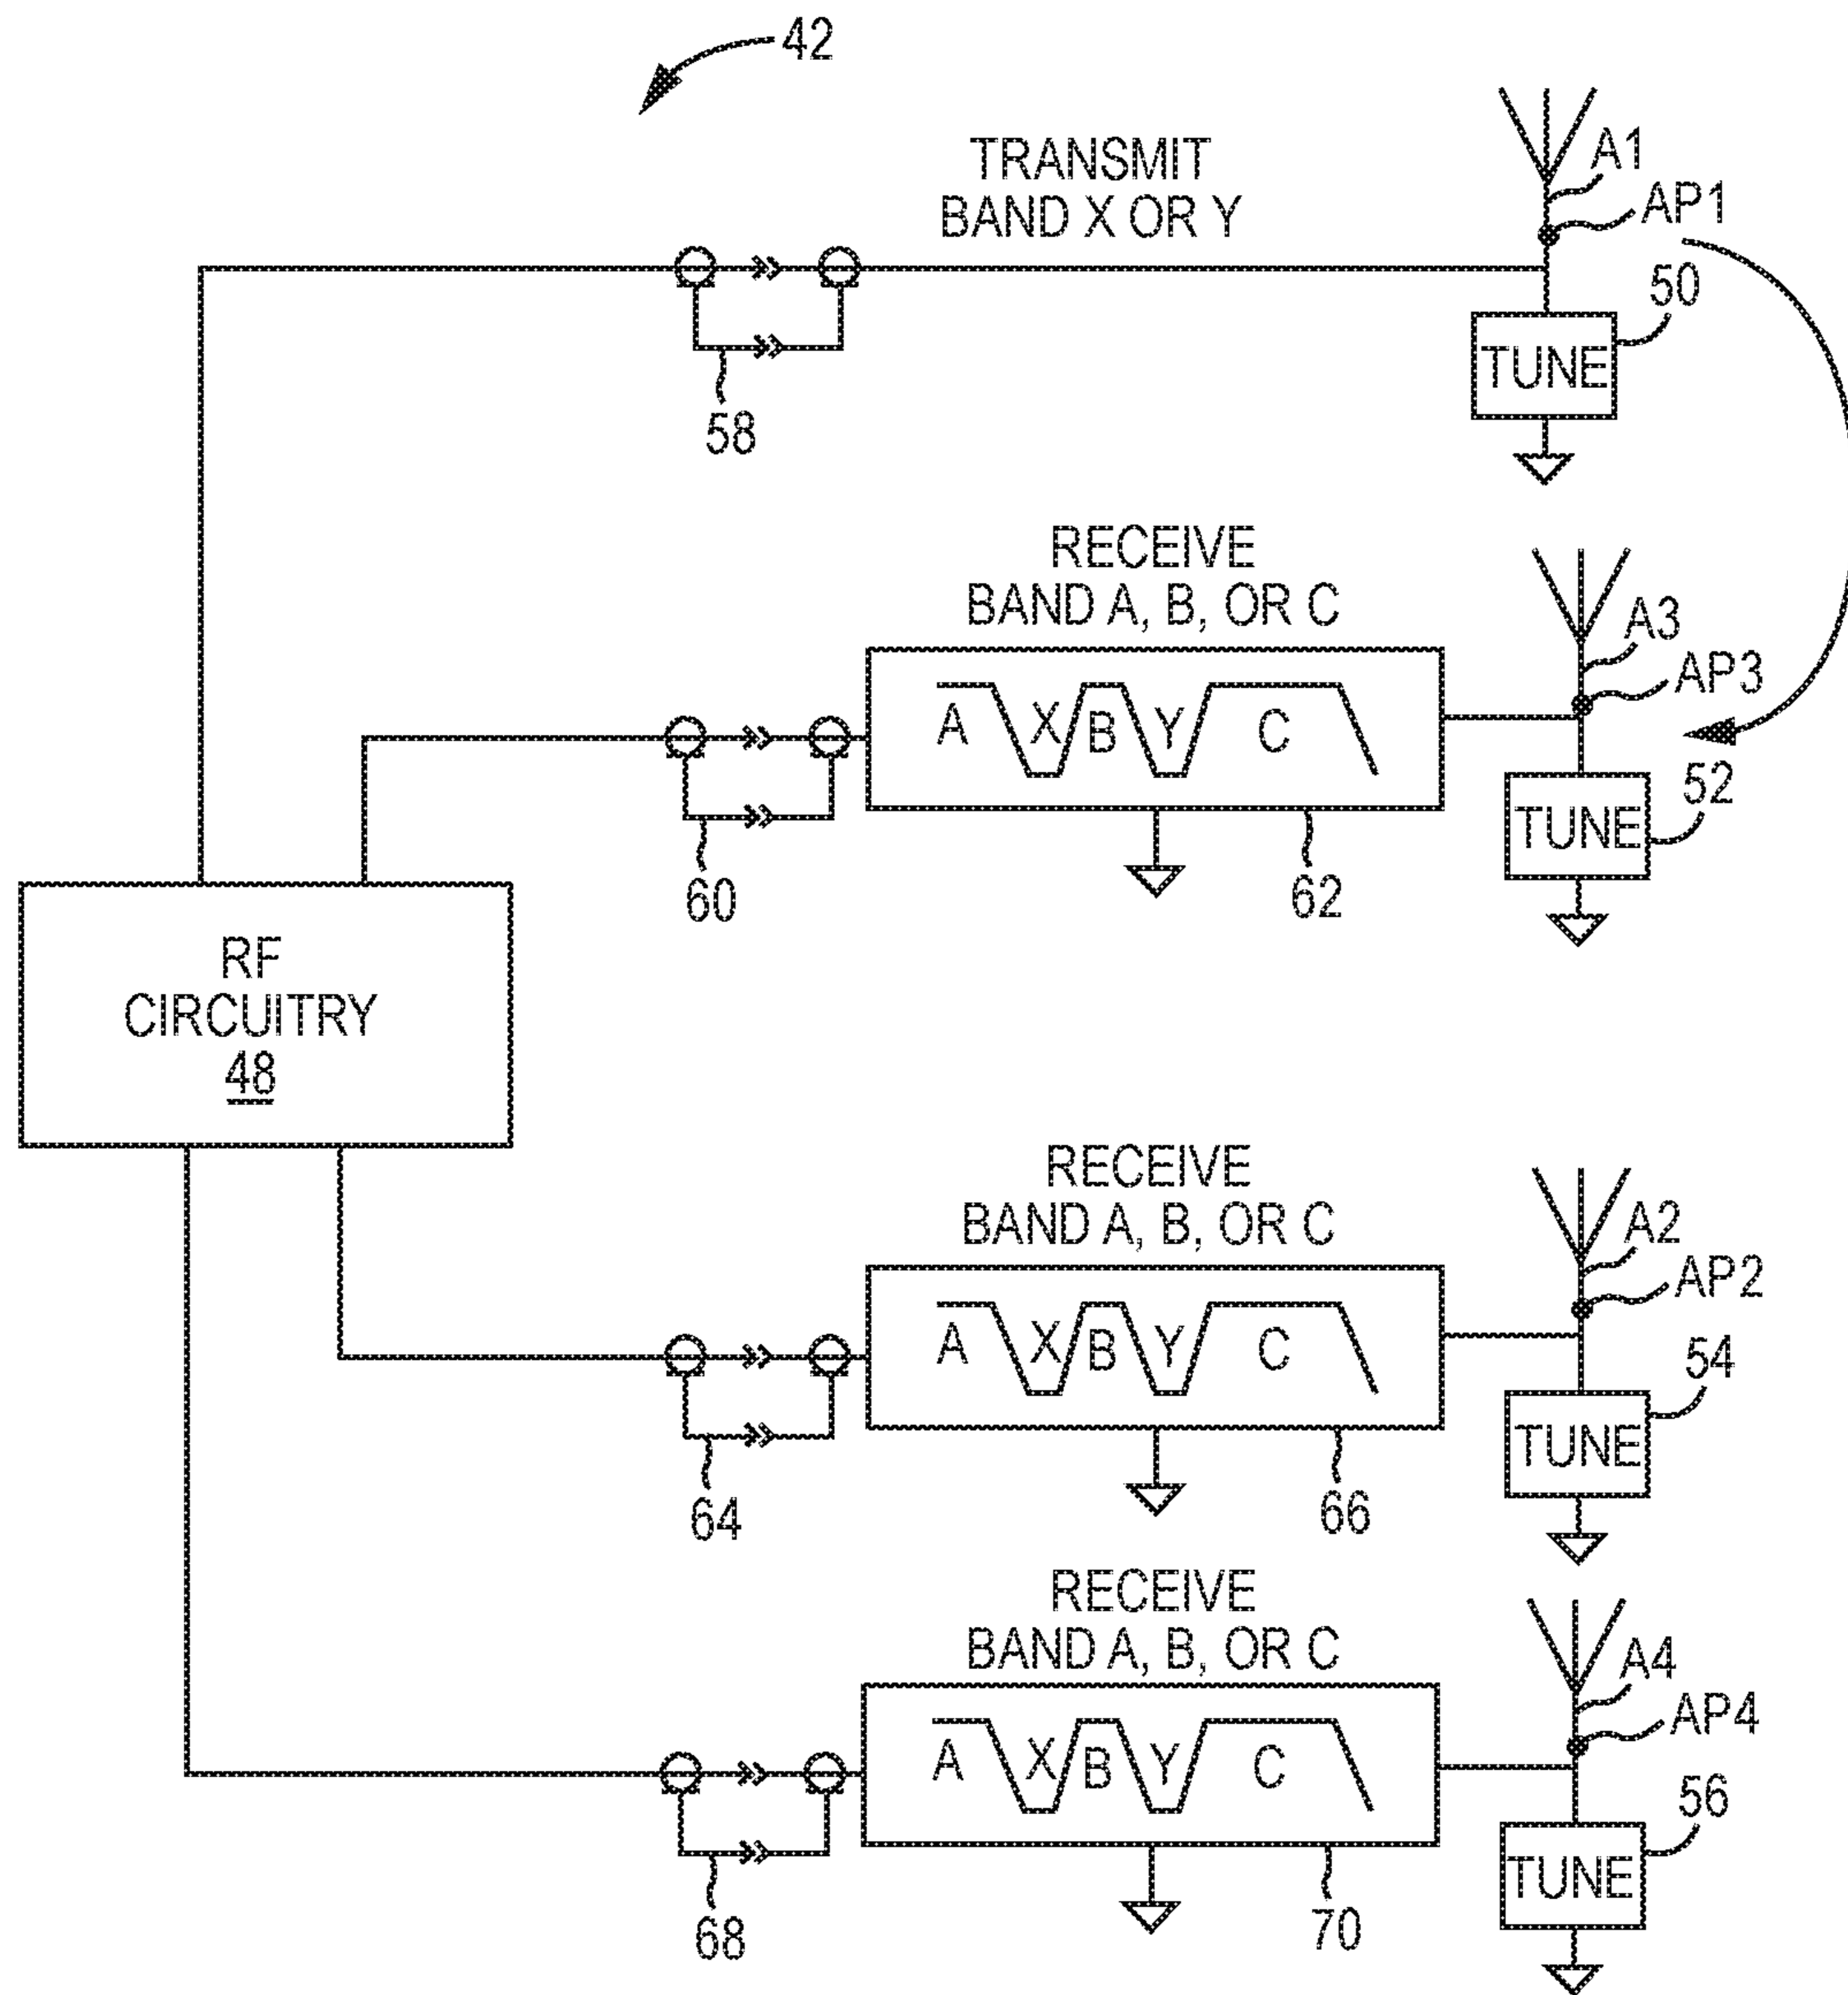 42
TRANSMIT
BAND X OR Y
A1
AP1
50
TUNE
58
RECEIVE
BAND A, B, OR C
A3
AP3
A X B Y C
52
TUNE
60
62
RF
CIRCUITRY
48
RECEIVE
BAND A, B, OR C
A2
AP2
A X B Y C
54
TUNE
64
66
RECEIVE
BAND A, B, OR C
A4
AP4
A X B Y C
56
TUNE
68
70